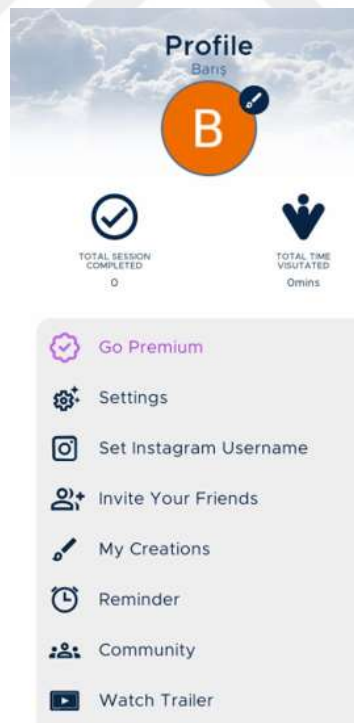 Profile
Barış
B
TOTAL SESSION
COMPLETED
0
TOTAL TIME
VISUTATED
0mins
Go Premium
Settings
Set Instagram Username
Invite Your Friends
My Creations
Reminder
Community
Watch Trailer